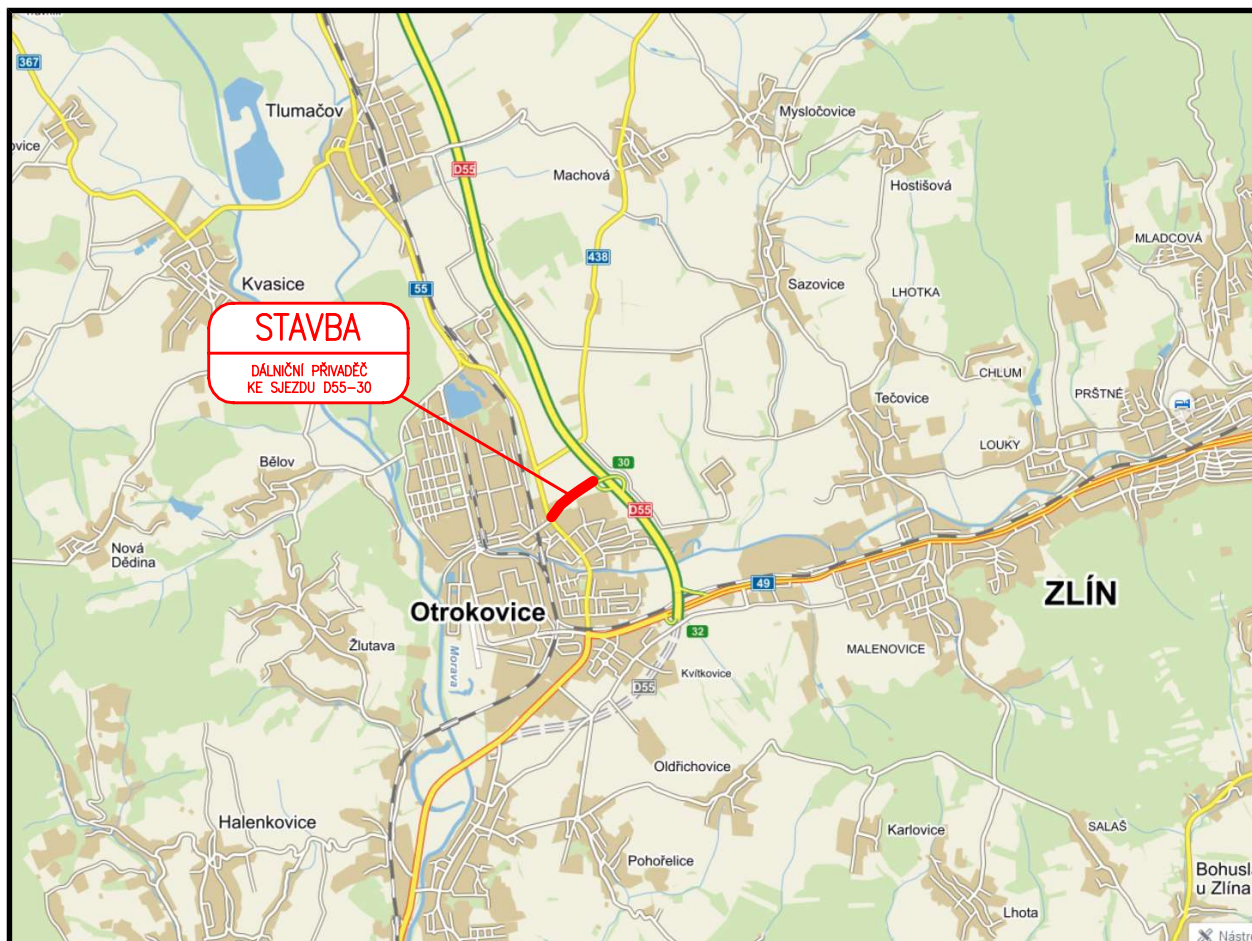 367
Tlumačov
Mysločovice
D55
Machová
Hostišová
MLADCOVÁ
438
Kvasice
55
Sazovice
LHOTKA
STAVBA
DÁLNIČNÍ PŘIVADĚČ
KE SJEZDU D55-30
CHLUM
PRŠTNÉ
Tečovice
LOUKY
Bělov
30
D55
Nová
Dědina
49
ZLÍN
Otrokovice
32
Žlutava
Morava
MALENOVICE
Kvítkovice
D55
Oldřichovice
Halenkovice
Karlovice
SALAŠ
Pohořelice
Bohusl
u Zlína
Lhota
Nástr